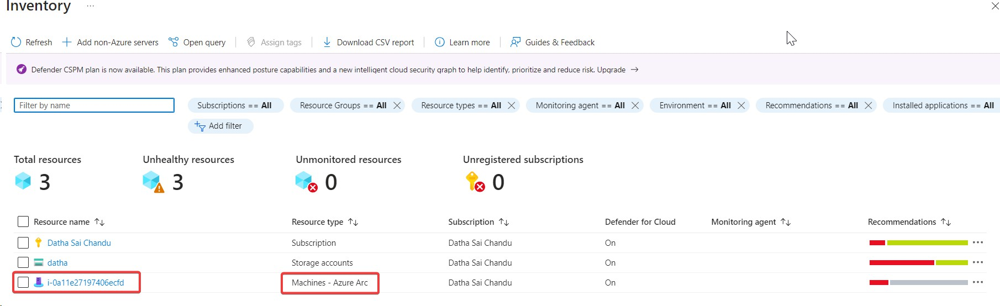 Inventory ...
Refresh Add non-Azure servers Open query Assign tags Download CSV report Learn more Guides & Feedback
Defender CSPM plan is now available. This plan provides enhanced posture capabilities and a new intelligent cloud security graph to help identify, prioritize and reduce risk. Upgrade →
Filter by name Subscriptions == All Resource Groups == All Resource types == All Monitoring agent == All Environment == All Recommendations == All Installed applications == All
Add filter
Total resources Unhealthy resources Unmonitored resources Unregistered subscriptions
3 3 0 0
Resource name Resource type Subscription Defender for Cloud Monitoring agent Recommendations
Datha Sai Chandu Subscription Datha Sai Chandu On
datha Storage accounts Datha Sai Chandu On
i-0a11e27197406ecfd Machines - Azure Arc Datha Sai Chandu On